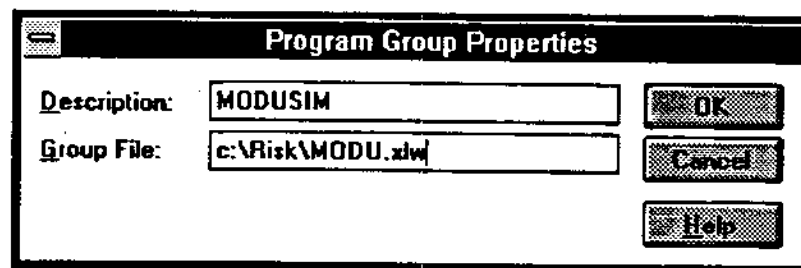 Program Group Properties
Description: MODUSIM OK
Group File: c:\Risk\MODU.xlw Cancel
Help